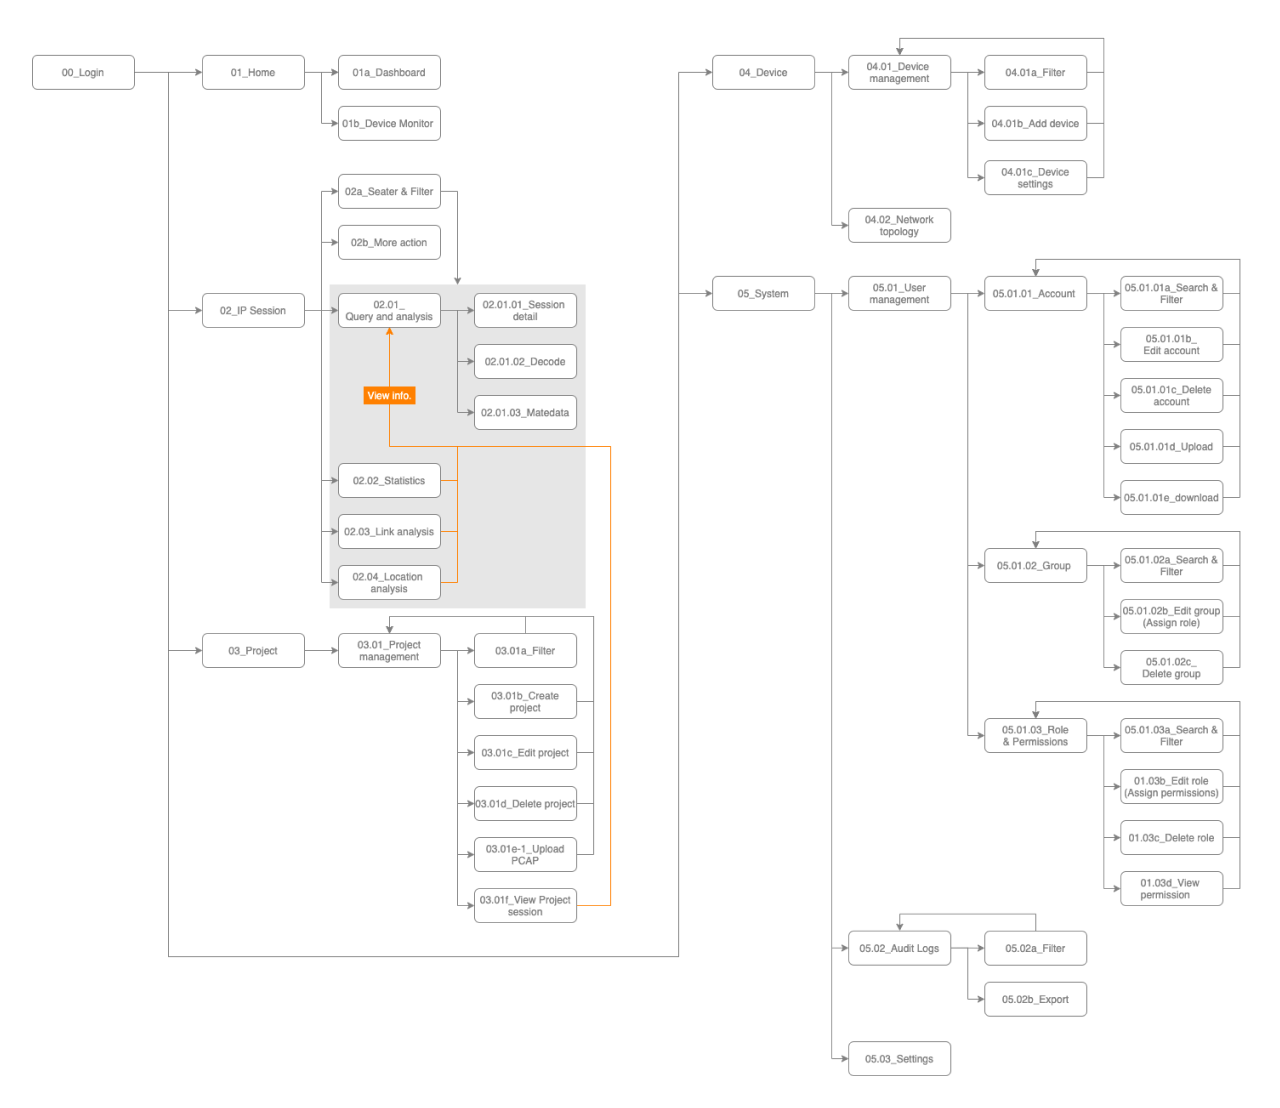 00_Login
01_Home
01a_Dashboard
01b_Device Monitor
02a_Seater & Filter
02b_More action
02_IP Session
02.01_
Query and analysis
02.01.01_Session
detail
02.01.02_Decode
View info.
02.01.03_Matedata
02.02_Statistics
02.03_Link analysis
02.04_Location
analysis
03_Project
03.01_Project
management
03.01a_Filter
03.01b_Create
project
03.01c_Edit project
03.01d_Delete project
03.01e-1_Upload
PCAP
03.01f_View Project
session
04_Device
04.01_Device
management
04.01a_Filter
04.01b_Add device
04.01c_Device
settings
04.02_Network
topology
05_System
05.01_User
management
05.01.01_Account
05.01.01a_Search &
Filter
05.01.01b_
Edit account
05.01.01c_Delete
account
05.01.01d_Upload
05.01.01e_download
05.01.02_Group
05.01.02a_Search &
Filter
05.01.02b_Edit group
(Assign role)
05.01.02c_
Delete group
05.01.03_Role
& Permissions
05.01.03a_Search &
Filter
01.03b_Edit role
(Assign permissions)
01.03c_Delete role
01.03d_View
permission
05.02_Audit Logs
05.02a_Filter
05.02b_Export
05.03_Settings